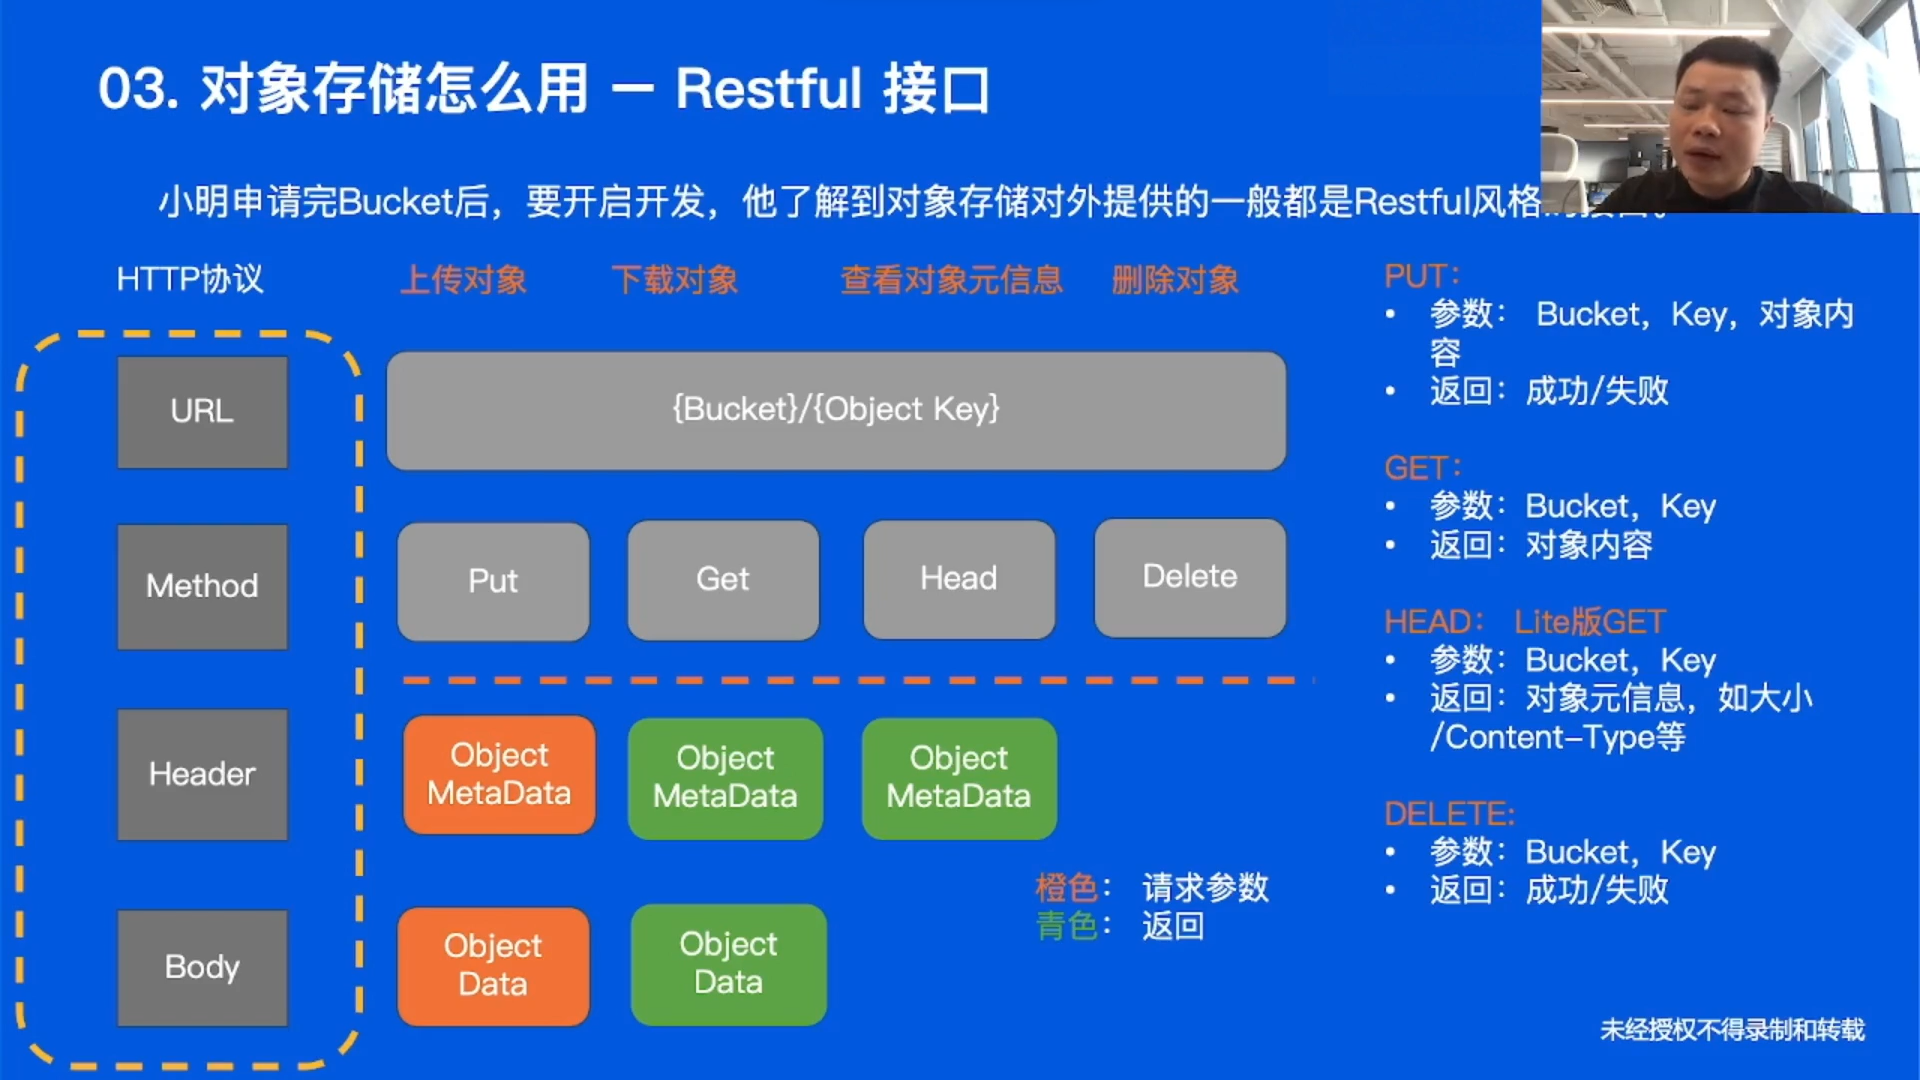 03. 对象存储怎么用 — Restful 接口
小明申请完Bucket后，要开启开发，他了解到对象存储对外提供的一般都是Restful风格
HTTP协议
上传对象
下载对象
查看对象元信息
删除对象
URL
{Bucket}/{Object Key}
Method
Put
Get
Head
Delete
Header
Object
MetaData
Object
MetaData
Object
MetaData
Body
Object
Data
Object
Data
橙色： 请求参数
青色： 返回
PUT：
• 参数： Bucket，Key，对象内
容
• 返回：成功/失败
GET：
• 参数：Bucket，Key
• 返回：对象内容
HEAD： Lite版GET
• 参数：Bucket，Key
• 返回：对象元信息，如大小
/Content-Type等
DELETE:
• 参数：Bucket，Key
• 返回：成功/失败
未经授权不得录制和转载